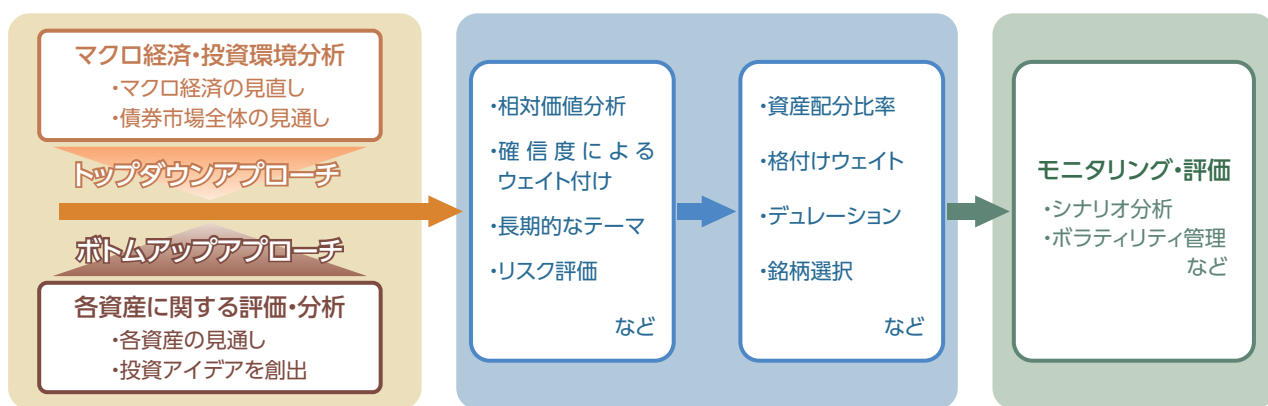 マクロ経済・投資環境分析
・マクロ経済の見直し
・債券市場全体の見通し
トップダウンアプローチ
ボトムアップアプローチ
各資産に関する評価・分析
・各資産の見通し
・投資アイデアを創出
・相対価値分析
・確信度による
ウェイト付け
・長期的なテーマ
・リスク評価
など
・資産配分比率
・格付けウェイト
・デュレーション
・銘柄選択
など
モニタリング・評価
・シナリオ分析
・ボラティリティ管理
など